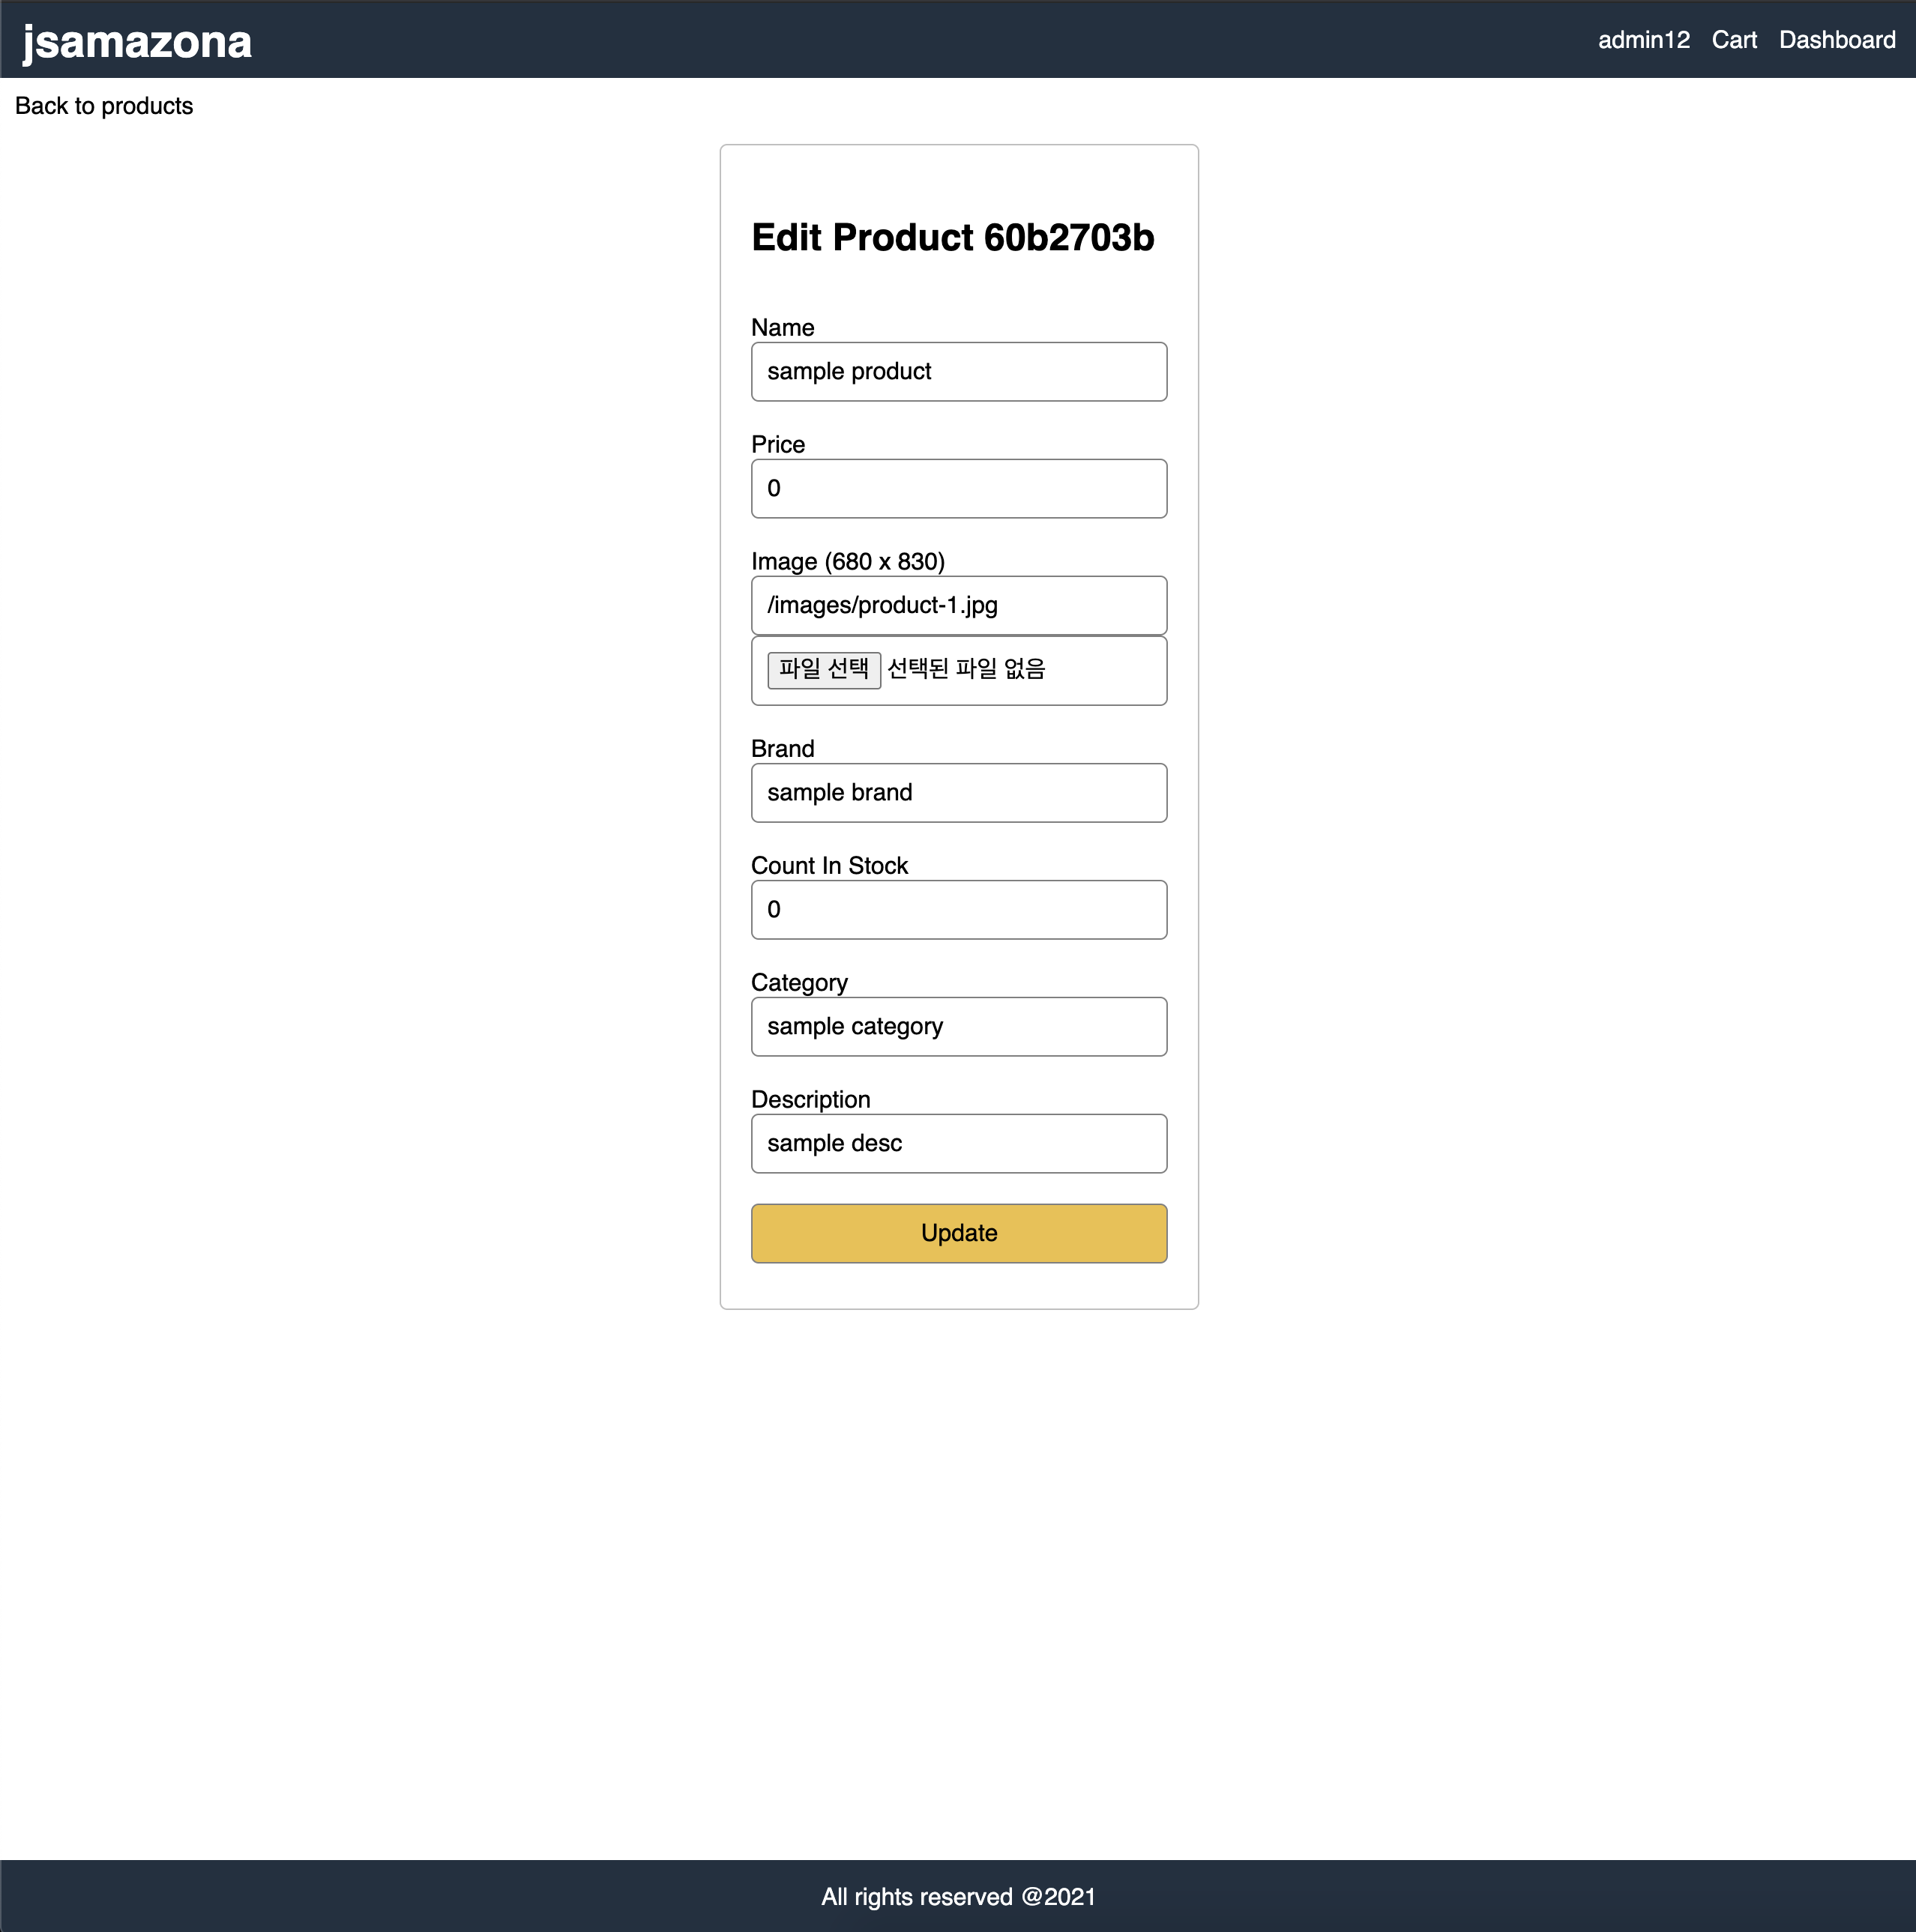 jsamazona
admin12 Cart Dashboard
Back to products
Edit Product 60b2703b
Name
sample product
Price
0
Image (680 x 830)
/images/product-1.jpg
파일 선택 선택된 파일 없음
Brand
sample brand
Count In Stock
0
Category
sample category
Description
sample desc
Update
All rights reserved @2021